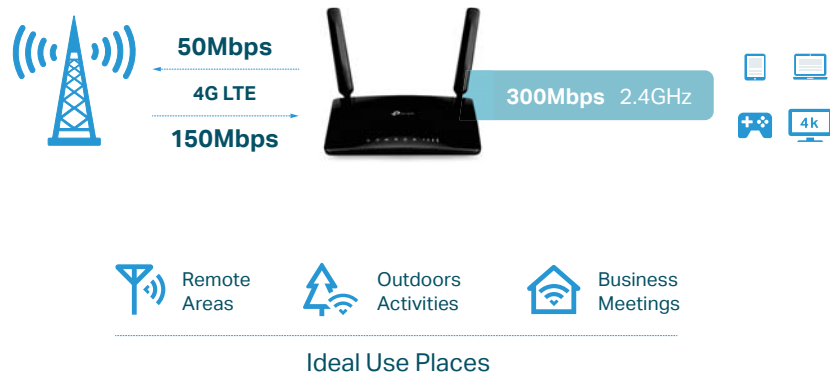 50Mbps
4G LTE
150Mbps
300Mbps 2.4GHz
4k
Remote
Areas
Outdoors
Activities
Business
Meetings
Ideal Use Places